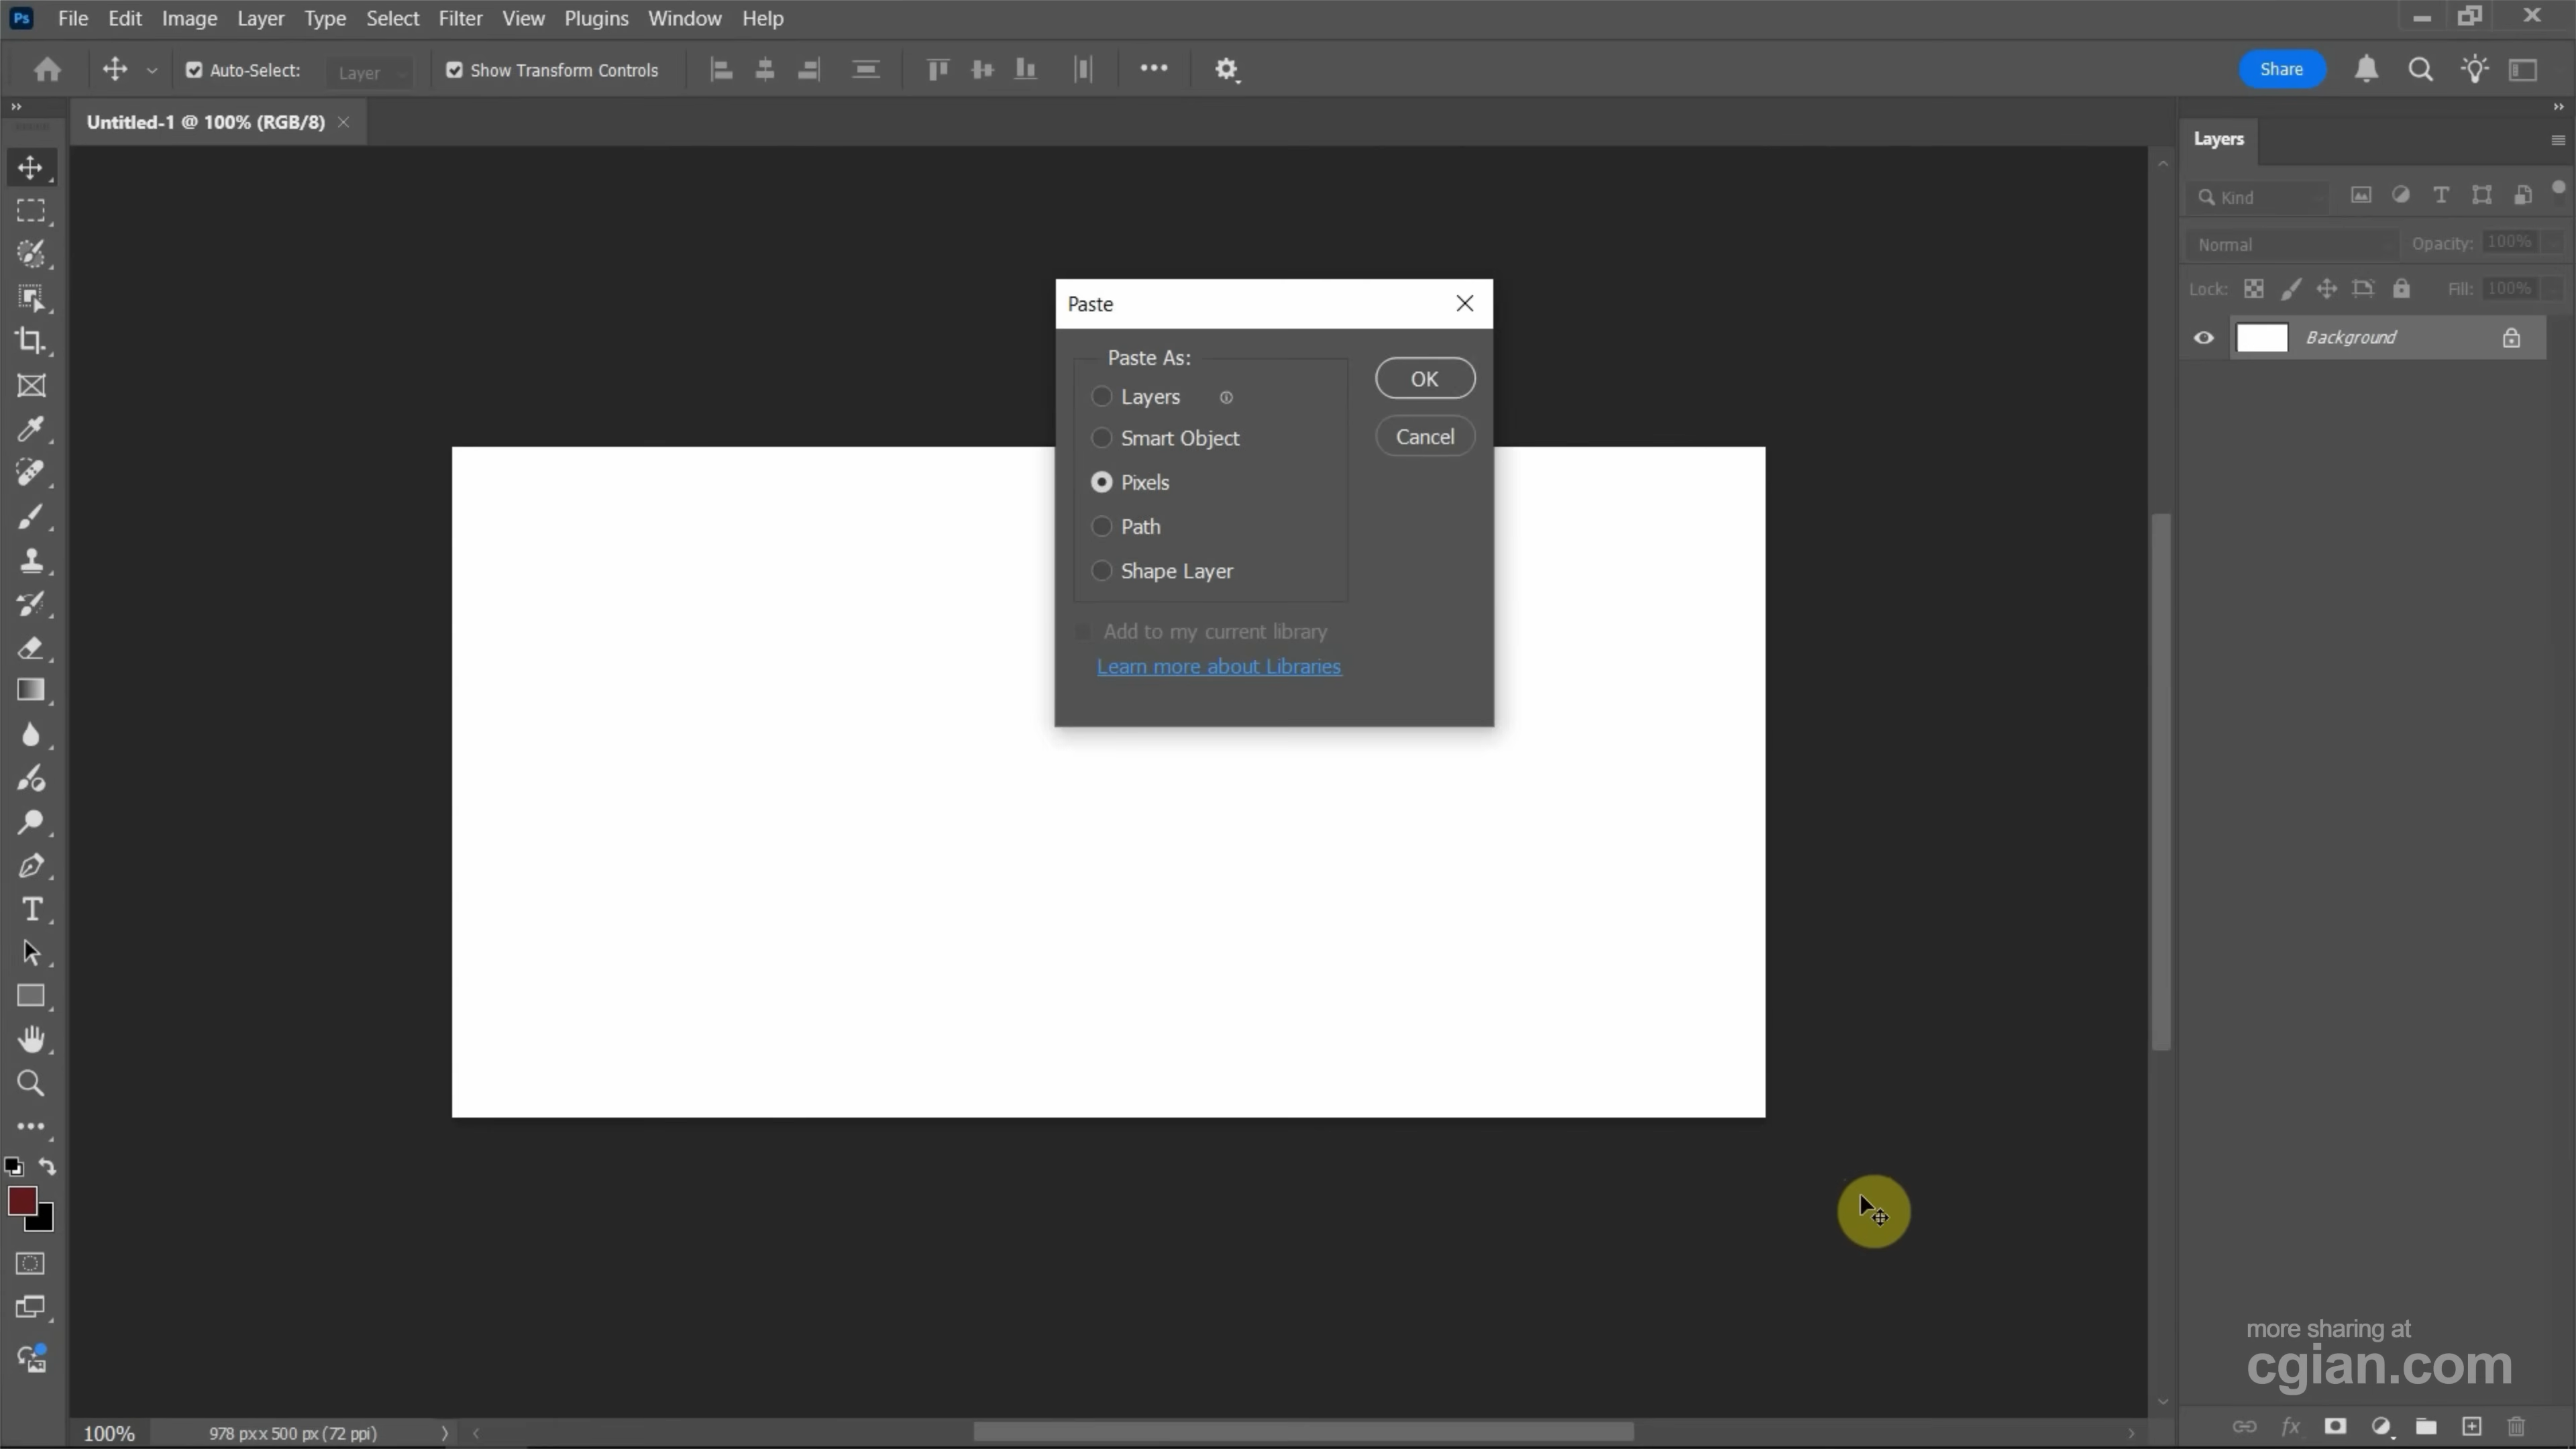 Ps File Edit Image Layer Type Select Filter View Plugins Window Help
Auto-Select: Layer Show Transform Controls Share
Untitled-1 @ 100% (RGB/8)
Layers
Kind
Normal Opacity: 100%
Lock: Fill: 100%
Background
Paste
Paste As:
Layers
Smart Object
Pixels
Path
Shape Layer
OK
Cancel
Add to my current library
Learn more about Libraries
more sharing at
cgian.com
100% 978 px x 500 px (72 ppi)
fx